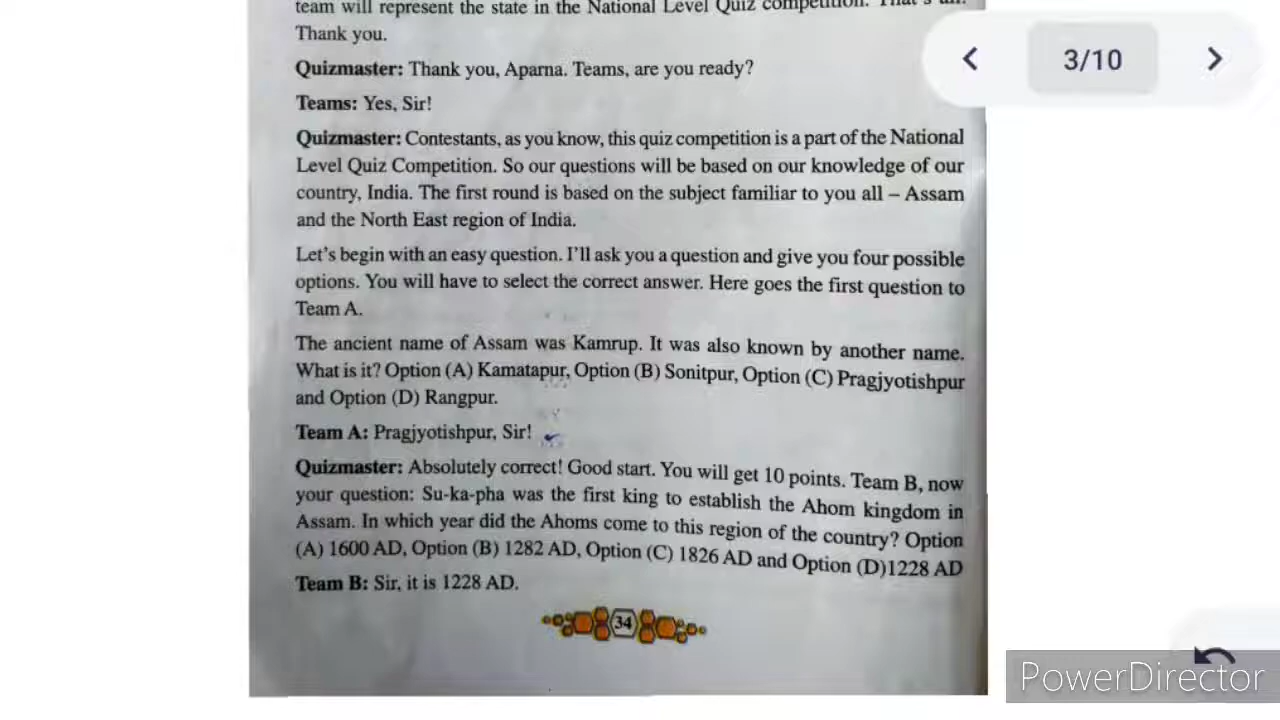 team will represent the state in the National Level Quiz competition. That's all.
Thank you.
Quizmaster: Thank you, Aparna. Teams, are you ready?
Teams: Yes, Sir!
Quizmaster: Contestants, as you know, this quiz competition is a part of the National
Level Quiz Competition. So our questions will be based on our knowledge of our
country, India. The first round is based on the subject familiar to you all – Assam
and the North East region of India.
Let's begin with an easy question. I'll ask you a question and give you four possible
options. You will have to select the correct answer. Here goes the first question to
Team A.
The ancient name of Assam was Kamrup. It was also known by another name.
What is it? Option (A) Kamatapur, Option (B) Sonitpur, Option (C) Pragjyotishpur
and Option (D) Rangpur.
Team A: Pragjyotishpur, Sir!
Quizmaster: Absolutely correct! Good start. You will get 10 points. Team B, now
your question: Su-ka-pha was the first king to establish the Ahom kingdom in
Assam. In which year did the Ahoms come to this region of the country? Option
(A) 1600 AD, Option (B) 1282 AD, Option (C) 1826 AD and Option (D)1228 AD
Team B: Sir, it is 1228 AD.
34
3/10
PowerDirector